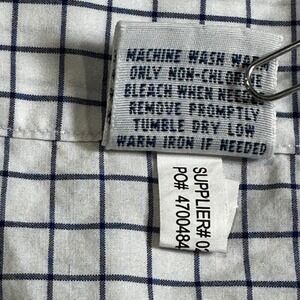 MACHINE WASH
ONLY NON-CHLORINE
BLEACH WHEN
REMOVE PROMPTLY
TUMBLE DRY LOW
WARM IRON IF NEEDED
SUPPLIER# 0
PO# 4700484